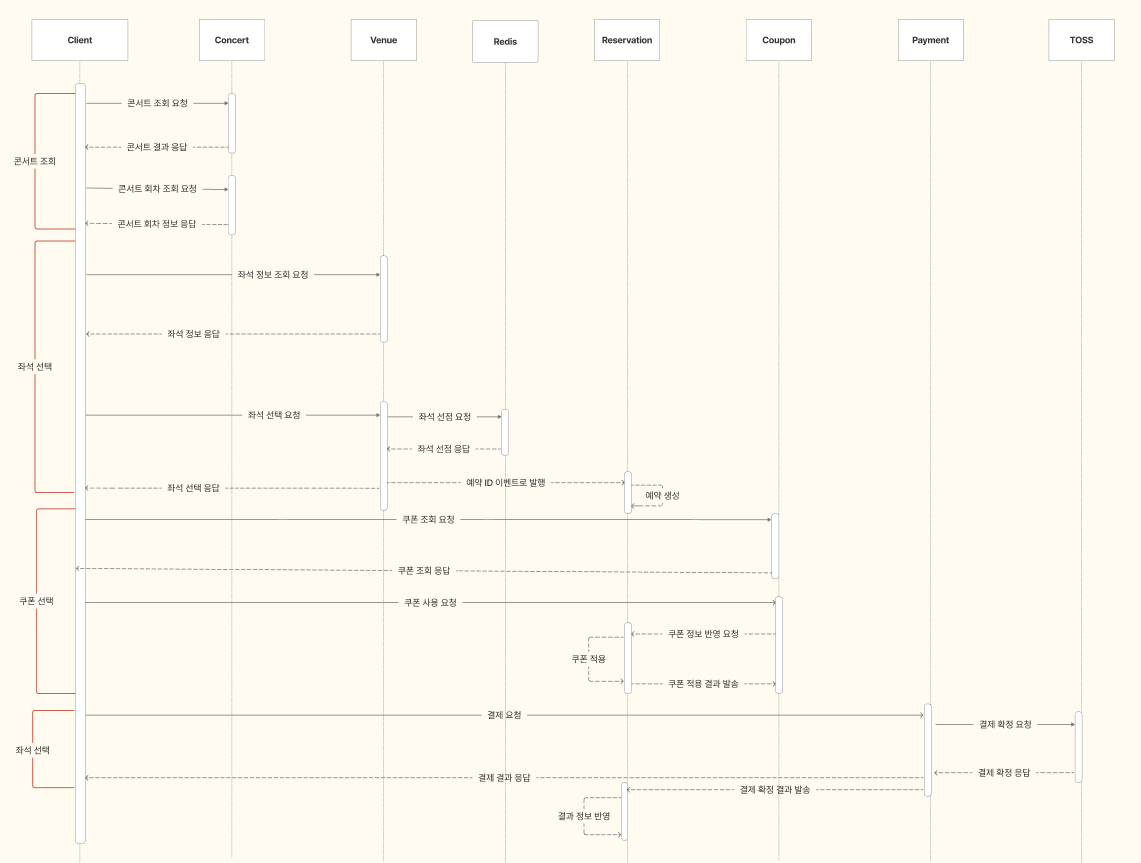 Client
Concert
Venue
Redis
Reservation
Coupon
Payment
TOSS
콘서트 조회
콘서트 조회 요청
콘서트 결과 응답
콘서트 회차 조회 요청
콘서트 회차 정보 응답
좌석 선택
좌석 정보 조회 요청
좌석 정보 응답
좌석 선택 요청
좌석 선점 요청
좌석 선점 응답
예약 ID 이벤트로 발행
좌석 선택 응답
예약 생성
쿠폰 선택
쿠폰 조회 요청
쿠폰 조회 응답
쿠폰 사용 요청
쿠폰 정보 반영 요청
쿠폰 적용
쿠폰 적용 결과 발송
좌석 선택
결제 요청
결제 확정 요청
결제 확정 응답
결제 결과 응답
결제 확정 결과 발송
결과 정보 반영